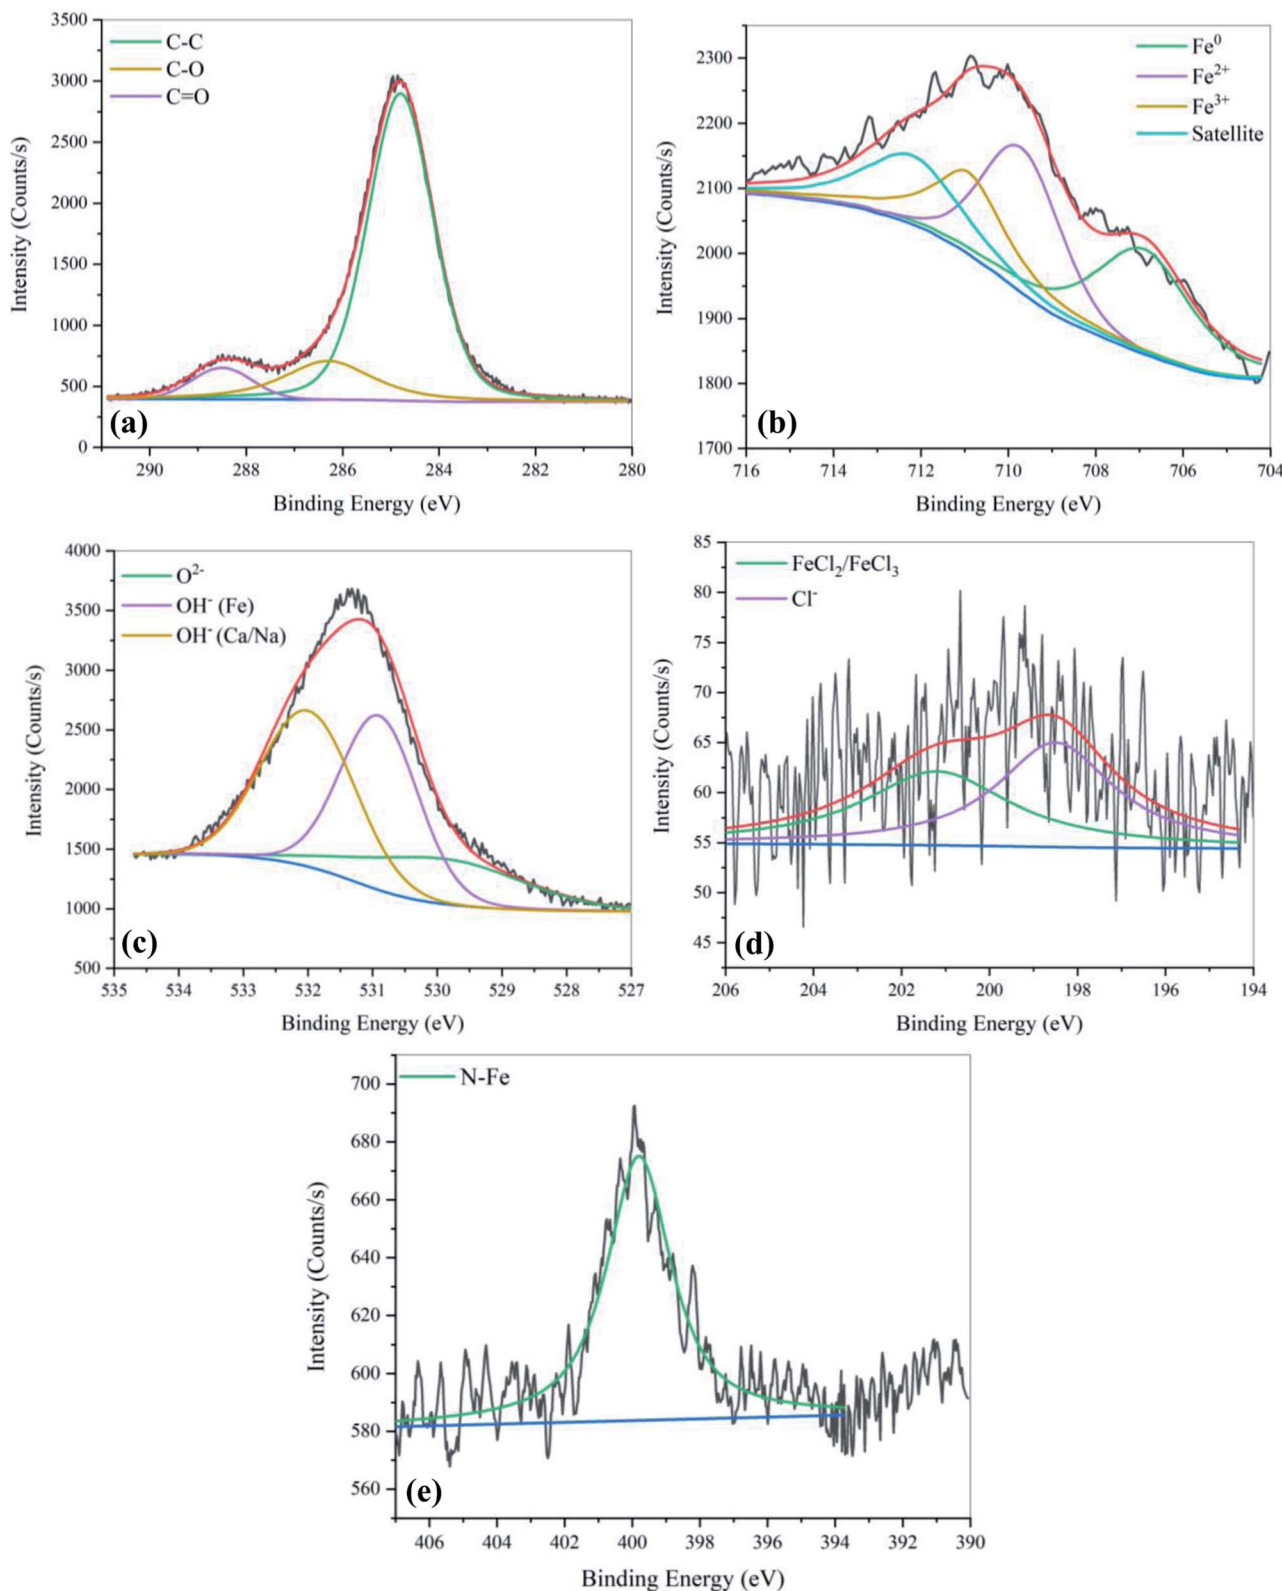 3500
3000
2500
2000
1500
1000
500
0
Intensity (Counts/s)
C-C
C-O
C=O
(a)
290 288 286 284 282 280
Binding Energy (eV)
2300
2200
2100
2000
1900
1800
1700
Intensity (Counts/s)
Fe⁰
Fe²⁺
Fe³⁺
Satellite
(b)
716 714 712 710 708 706 704
Binding Energy (eV)
4000
3500
3000
2500
2000
1500
1000
500
Intensity (Counts/s)
O²⁻
OH⁻ (Fe)
OH⁻ (Ca/Na)
(c)
535 534 533 532 531 530 529 528 527
Binding Energy (eV)
85
80
75
70
65
60
55
50
45
Intensity (Counts/s)
FeCl₂/FeCl₃
Cl⁻
(d)
206 204 202 200 198 196 194
Binding Energy (eV)
700
680
660
640
620
600
580
560
Intensity (Counts/s)
N-Fe
(e)
406 404 402 400 398 396 394 392 390
Binding Energy (eV)